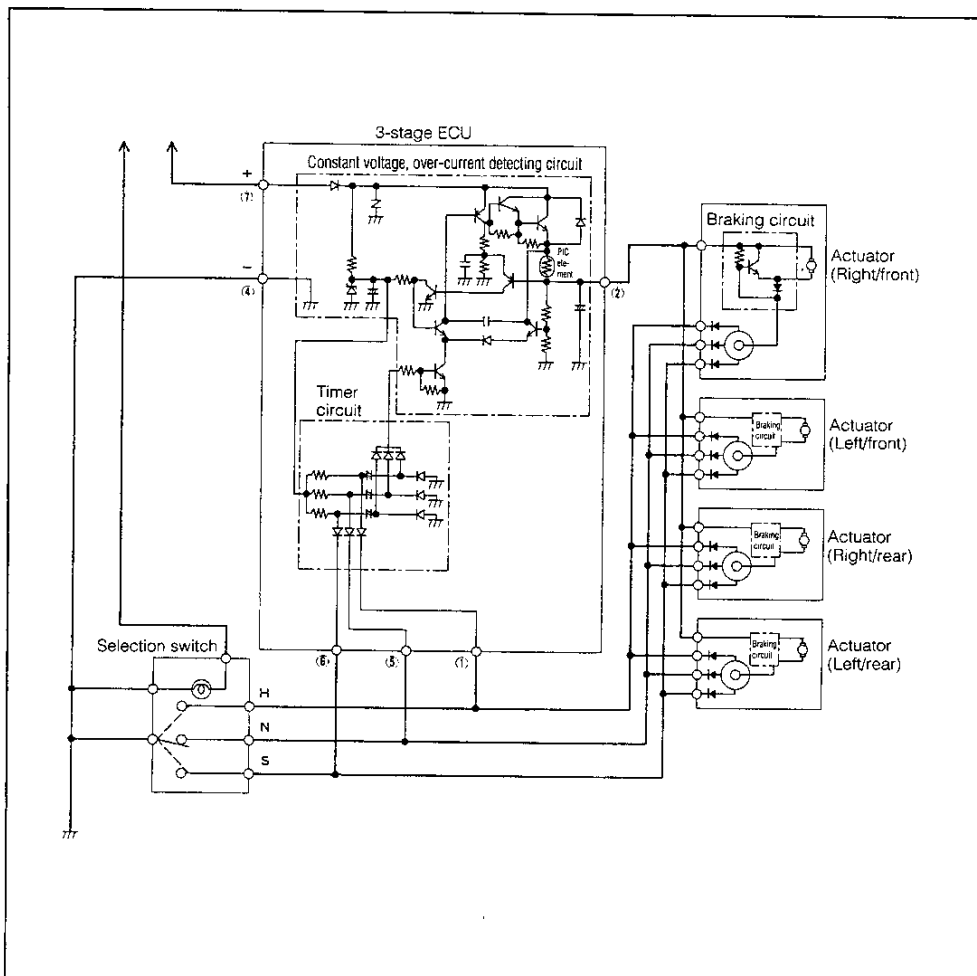 3-stage ECU
Constant voltage, over-current detecting circuit
+
(7)
−
(4)
PIC
ele-
ment
(2)
Braking circuit
Actuator
(Right/front)
Timer
circuit
Braking
circuit
Actuator
(Left/front)
Braking
circuit
Actuator
(Right/rear)
Braking
circuit
Actuator
(Left/rear)
Selection switch
(6)
(5)
(1)
H
N
S